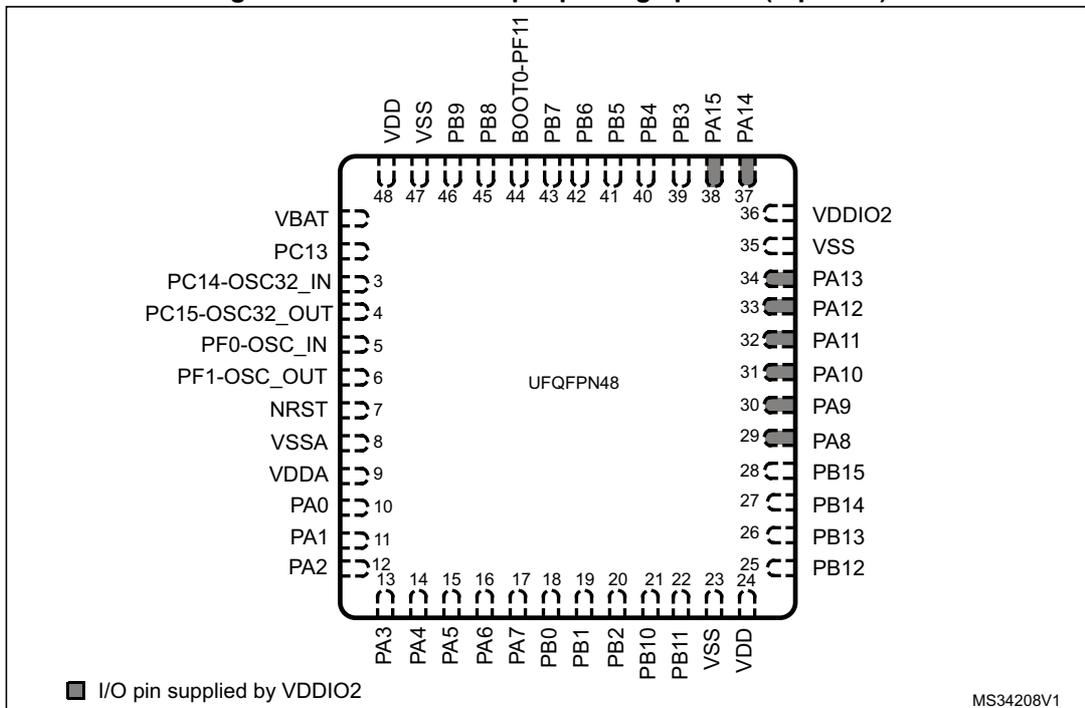 VDD
VSS
PB9
PB8
BOOT0-PF11
PB7
PB6
PB5
PB4
PB3
PA15
PA14
48
47
46
45
44
43
42
41
40
39
38
37
VBAT
PC13
PC14-OSC32_IN
3
PC15-OSC32_OUT
4
PF0-OSC_IN
5
PF1-OSC_OUT
6
NRST
7
VSSA
8
VDDA
9
PA0
10
PA1
11
PA2
12
UFQFPN48
36
VDDIO2
35
VSS
34
PA13
33
PA12
32
PA11
31
PA10
30
PA9
29
PA8
28
PB15
27
PB14
26
PB13
25
PB12
13
14
15
16
17
18
19
20
21
22
23
24
PA3
PA4
PA5
PA6
PA7
PB0
PB1
PB2
PB10
PB11
VSS
VDD
I/O pin supplied by VDDIO2
MS34208V1